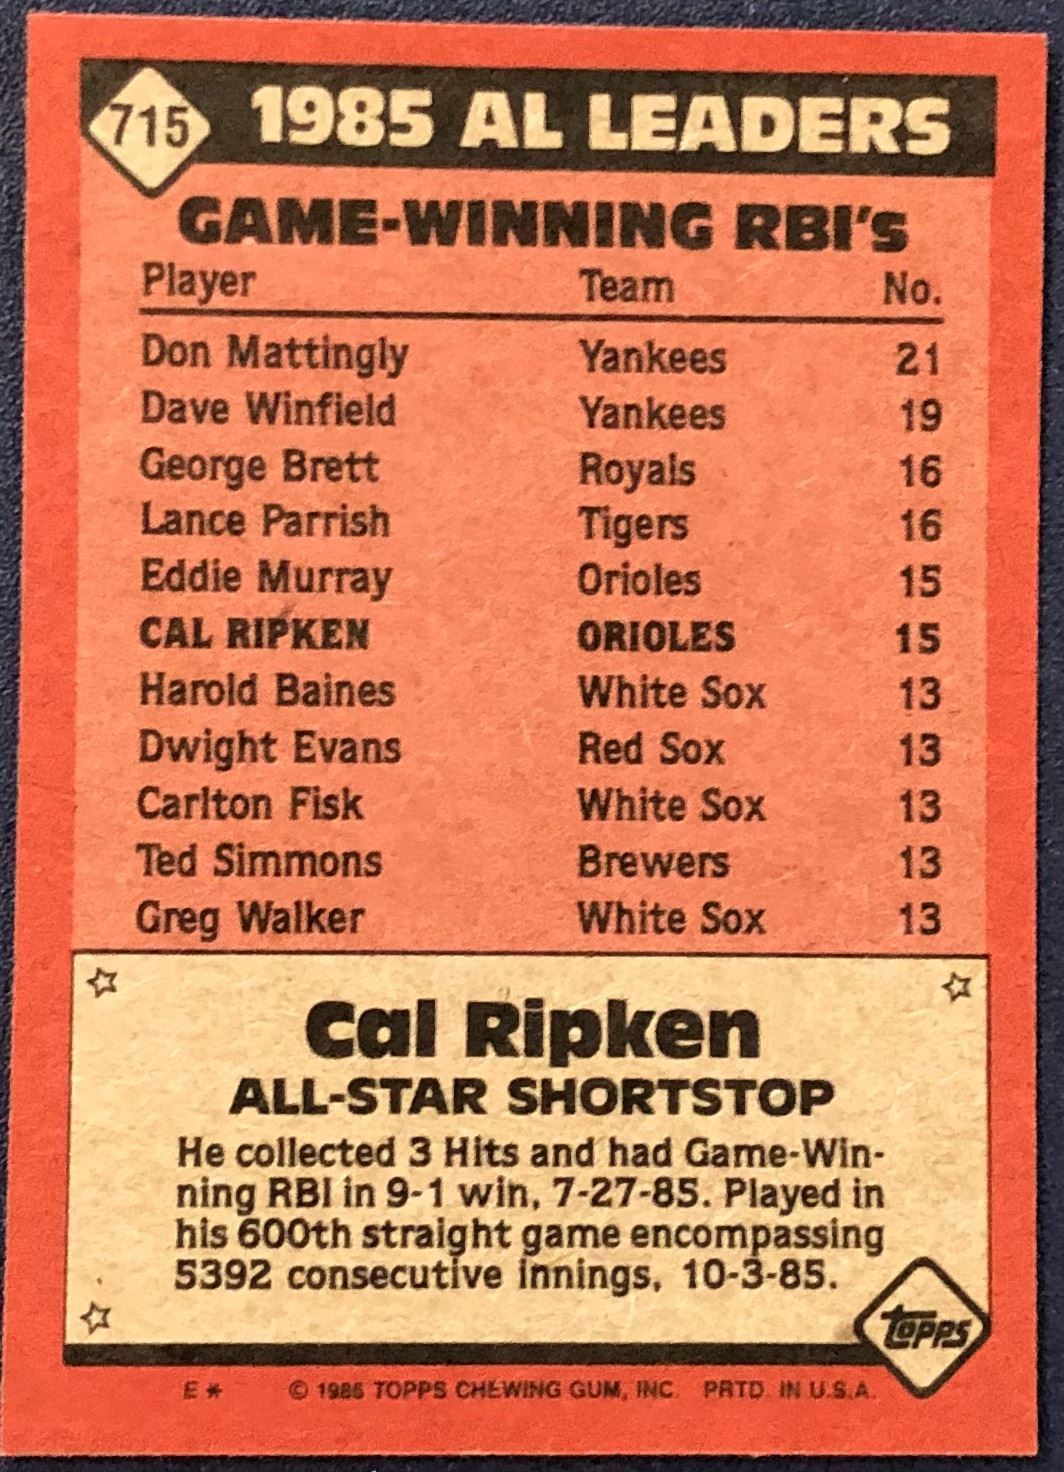 715 1985 AL LEADERS
GAME-WINNING RBI's
Player Team No.
Don Mattingly Yankees 21
Dave Winfield Yankees 19
George Brett Royals 16
Lance Parrish Tigers 16
Eddie Murray Orioles 15
CAL RIPKEN ORIOLES 15
Harold Baines White Sox 13
Dwight Evans Red Sox 13
Carlton Fisk White Sox 13
Ted Simmons Brewers 13
Greg Walker White Sox 13
Cal Ripken
ALL-STAR SHORTSTOP
He collected 3 Hits and had Game-Win-
ning RBI in 9-1 win, 7-27-85. Played in
his 600th straight game encompassing
5392 consecutive innings, 10-3-85.
TOPPS
E* © 1986 TOPPS CHEWING GUM, INC. PRTD. IN U.S.A.